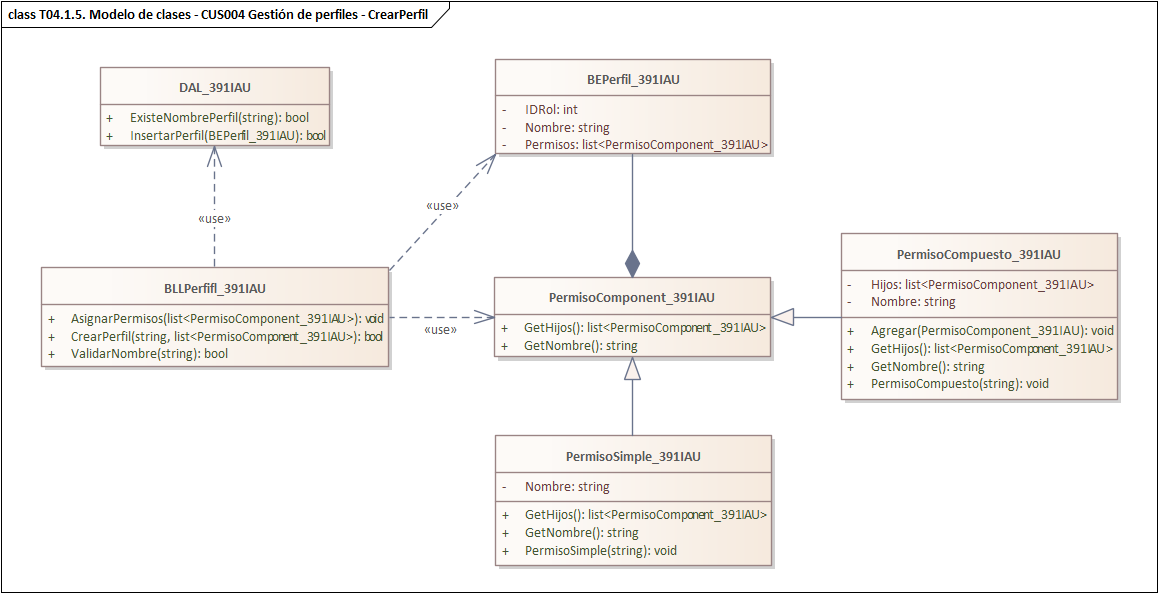 class T04.1.5. Modelo de clases - CUS004 Gestión de perfiles - CrearPerfil
DAL_391IAU
+ ExisteNombrePerfil(string): bool
+ InsertarPerfil(BEPerfil_391IAU): bool
BEPerfil_391IAU
- IDRol: int
- Nombre: string
- Permisos: list<PermisoComponent_391IAU>
«use»
«use»
BLLPerfifl_391IAU
+ AsignarPermisos(list<PermisoComponent_391IAU>): void
+ CrearPerfil(string, list<PermisoComponent_391IAU>): bool
+ ValidarNombre(string): bool
«use»
PermisoComponent_391IAU
+ GetHijos(): list<PermisoComponent_391IAU>
+ GetNombre(): string
PermisoCompuesto_391IAU
- Hijos: list<PermisoComponent_391IAU>
- Nombre: string
+ Agregar(PermisoComponent_391IAU): void
+ GetHijos(): list<PermisoComponent_391IAU>
+ GetNombre(): string
+ PermisoCompuesto(string): void
PermisoSimple_391IAU
- Nombre: string
+ GetHijos(): list<PermisoComponent_391IAU>
+ GetNombre(): string
+ PermisoSimple(string): void